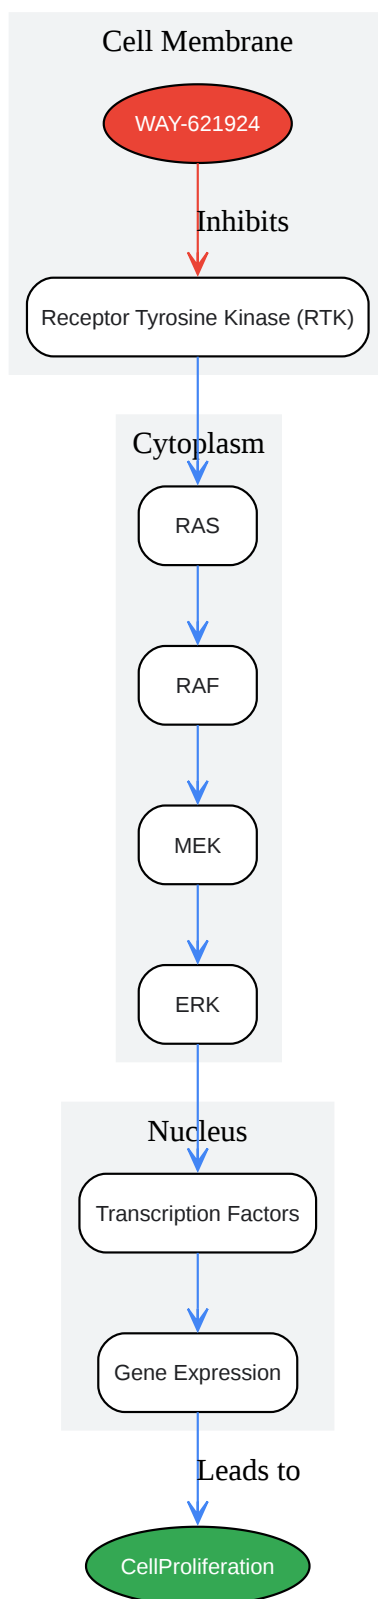 Cell Membrane
WAY-621924
Inhibits
Receptor Tyrosine Kinase (RTK)
Cytoplasm
RAS
RAF
MEK
ERK
Nucleus
Transcription Factors
Gene Expression
Leads to
CellProliferation